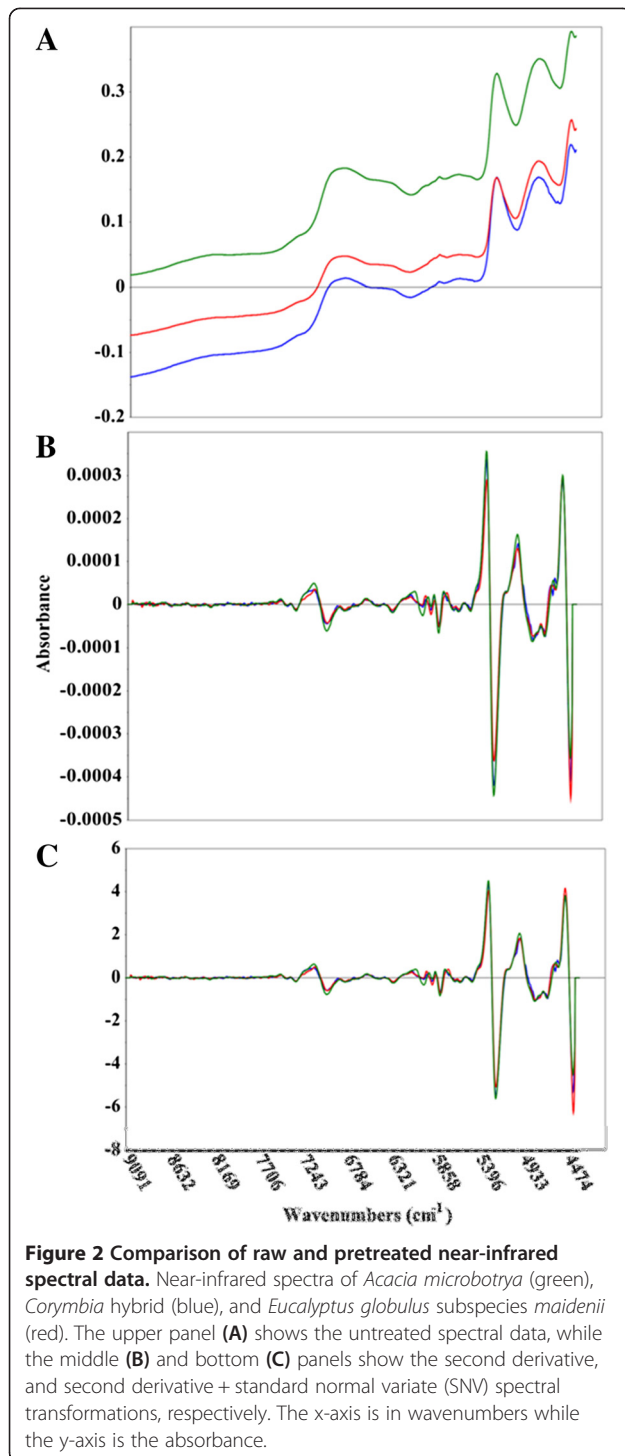 A
0.3
0.2
0.1
0
-0.1
-0.2
B
0.0003
0.0002
0.0001
0
-0.0001
-0.0002
-0.0003
-0.0004
-0.0005
Absorbance
C
6
4
2
0
-2
-4
-6
-8
9091 8632 8169 7706 7243 6784 6321 5858 5396 4933 4474
Wavenumbers (cm¹)
Figure 2 Comparison of raw and pretreated near-infrared
spectral data. Near-infrared spectra of Acacia microbotrya (green),
Corymbia hybrid (blue), and Eucalyptus globulus subspecies maidenii
(red). The upper panel (A) shows the untreated spectral data, while
the middle (B) and bottom (C) panels show the second derivative,
and second derivative + standard normal variate (SNV) spectral
transformations, respectively. The x-axis is in wavenumbers while
the y-axis is the absorbance.